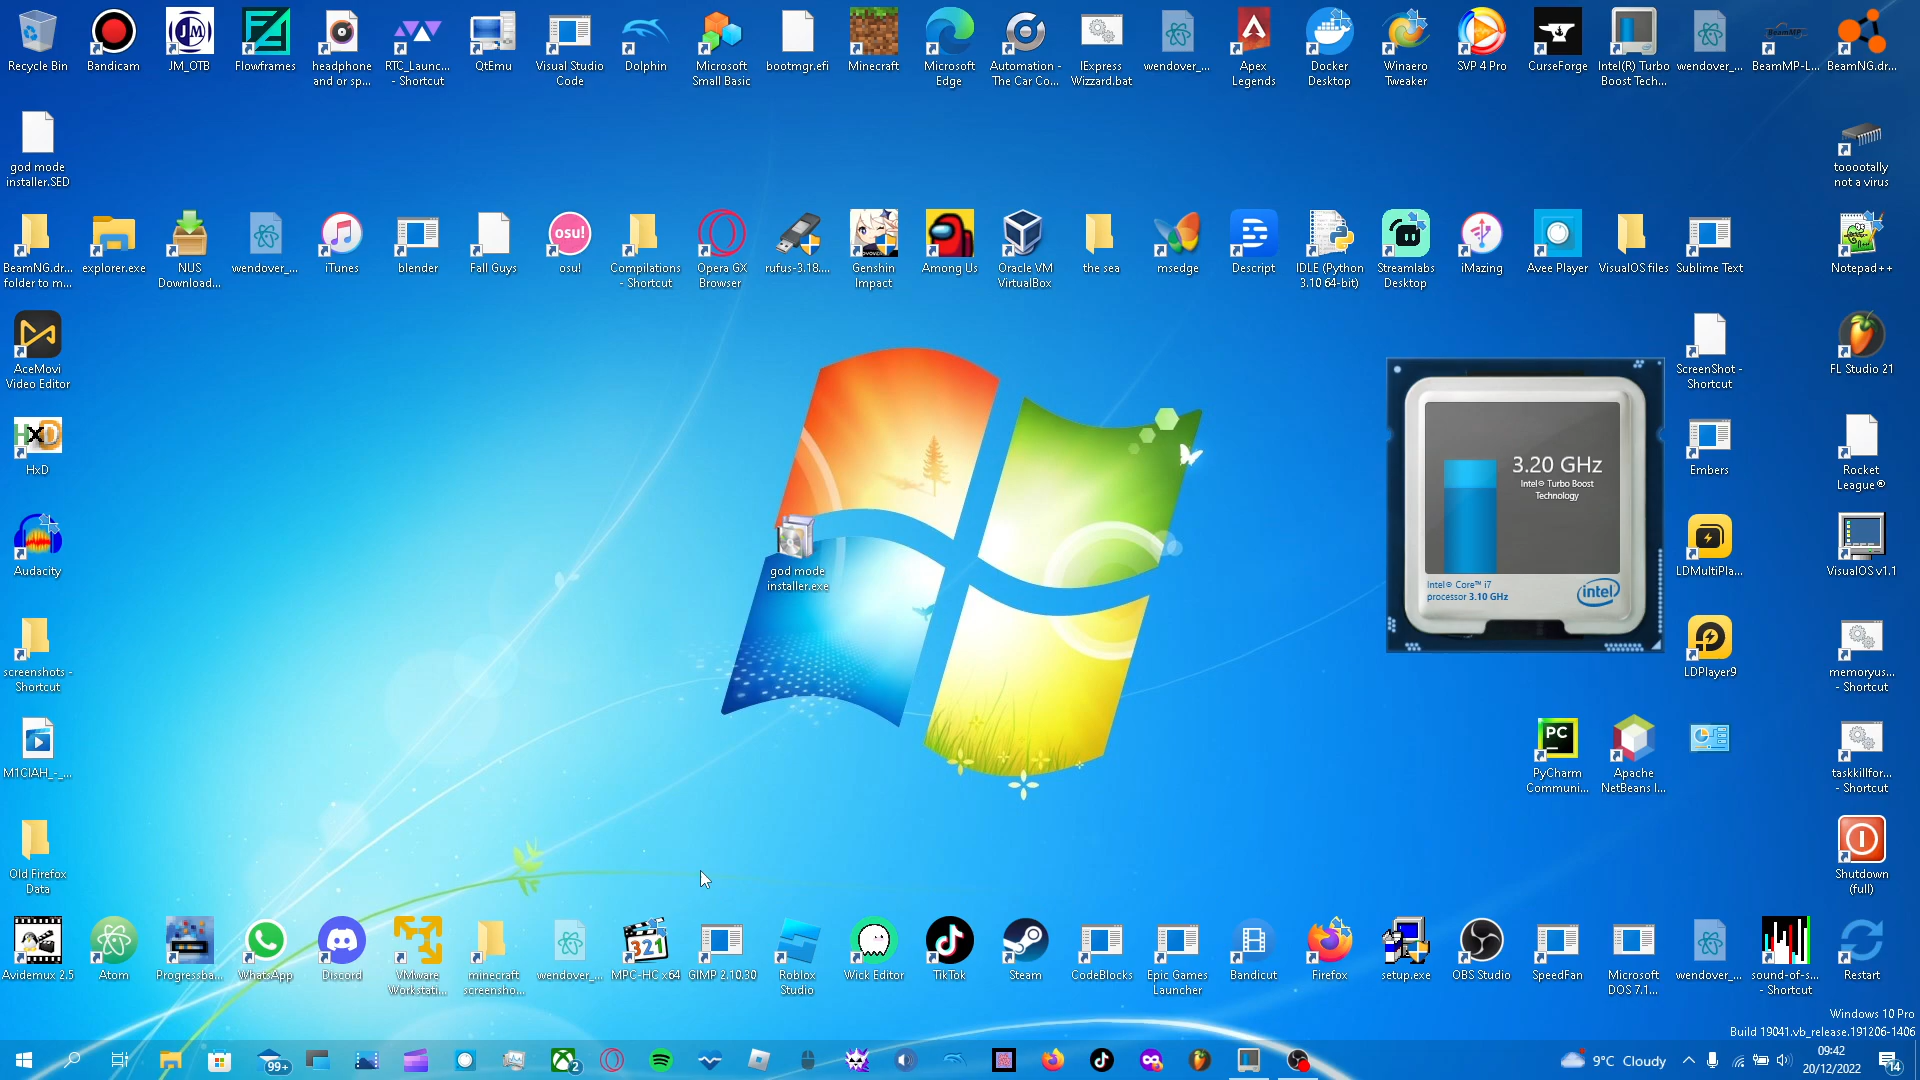 Recycle Bin
Bandicam
JM
JM_OTB
Flowframes
headphone
and or sp...
RTC_Launc...
- Shortcut
QtEmu
Visual Studio
Code
Dolphin
Microsoft
Small Basic
bootmgr.efi
Minecraft
Microsoft
Edge
Automation -
The Car Co...
IExpress
Wizzard.bat
wendover_...
Apex
Legends
Docker
Desktop
Winaero
Tweaker
SVP 4 Pro
CurseForge
Intel(R) Turbo
Boost Tech...
wendover_...
BeamMP-L...
BeamNG.dr...
god mode
installer.SED
tooootally
not a virus
BeamNG.dr...
folder to m...
explorer.exe
NUS
Download...
wendover_...
iTunes
blender
Fall Guys
osu!
osu!
Compilations
- Shortcut
Opera GX
Browser
rufus-3.18....
Genshin
Impact
Among Us
Oracle VM
VirtualBox
the sea
msedge
Descript
IDLE (Python
3.10 64-bit)
Streamlabs
Desktop
iMazing
Avee Player
VisualOS files
Sublime Text
Notepad++
AceMovi
Video Editor
ScreenShot -
Shortcut
FL Studio 21
HxD
HxD
3.20 GHz
Intel® Turbo Boost
Technology
Intel® Core™ i7
processor 3.10 GHz
intel
Embers
Rocket
League®
Audacity
god mode
installer.exe
LDMultiPla...
VisualOS v1.1
screenshots -
Shortcut
LDPlayer9
memoryus...
- Shortcut
M1CIAH_-_...
PC
PyCharm
Communi...
Apache
NetBeans I...
taskkillfor...
- Shortcut
Old Firefox
Data
Shutdown
(full)
Avidemux 2.5
Atom
Progressba...
WhatsApp
Discord
VMware
Workstati...
minecraft
screensho...
wendover_...
321
MPC-HC x64
GIMP 2.10.30
Roblox
Studio
Wick Editor
TikTok
Steam
CodeBlocks
Epic Games
Launcher
Bandicut
Firefox
setup.exe
OBS Studio
SpeedFan
Microsoft
DOS 7.1...
wendover_...
sound-of-s...
- Shortcut
Restart
Windows 10 Pro
Build 19041.vb_release.191206-1406
99+
2
9°C Cloudy
09:42
20/12/2022
14